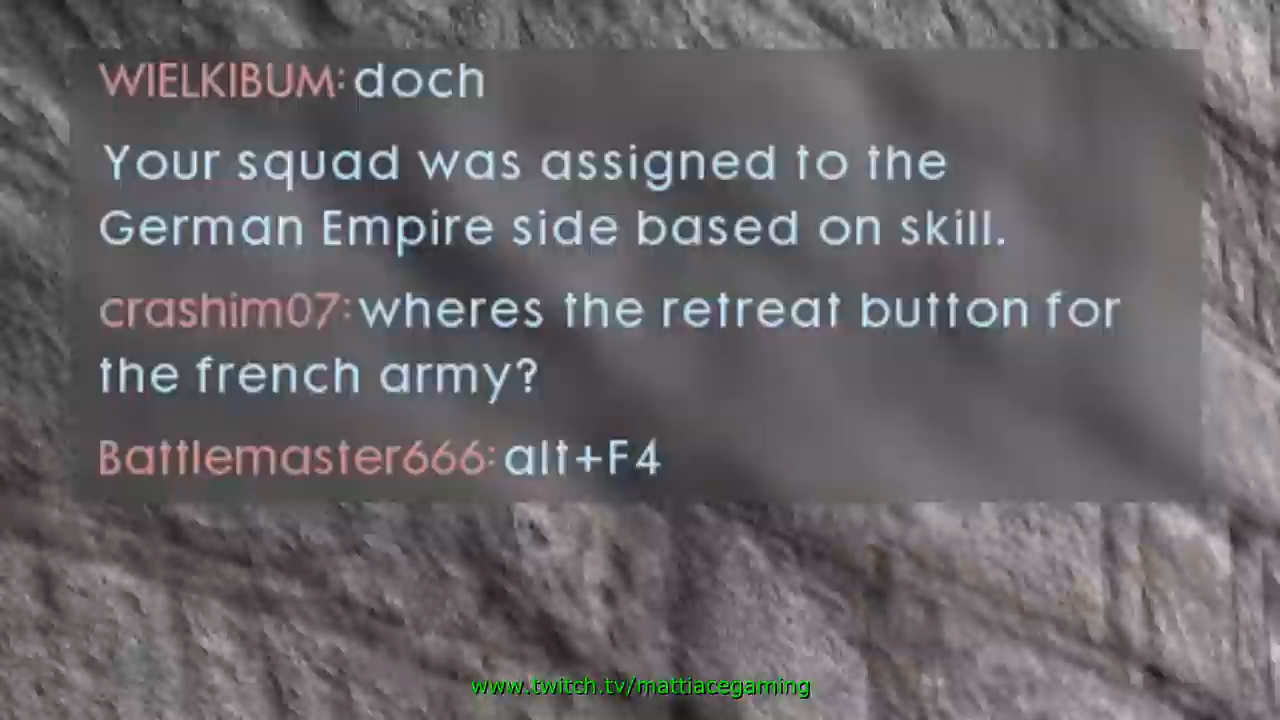 WIELKIBUM: doch
Your squad was assigned to the
German Empire side based on skill.
crashim07: wheres the retreat button for
the french army?
Battlemaster666: alt+F4
www.twitch.tv/mattiacegaming